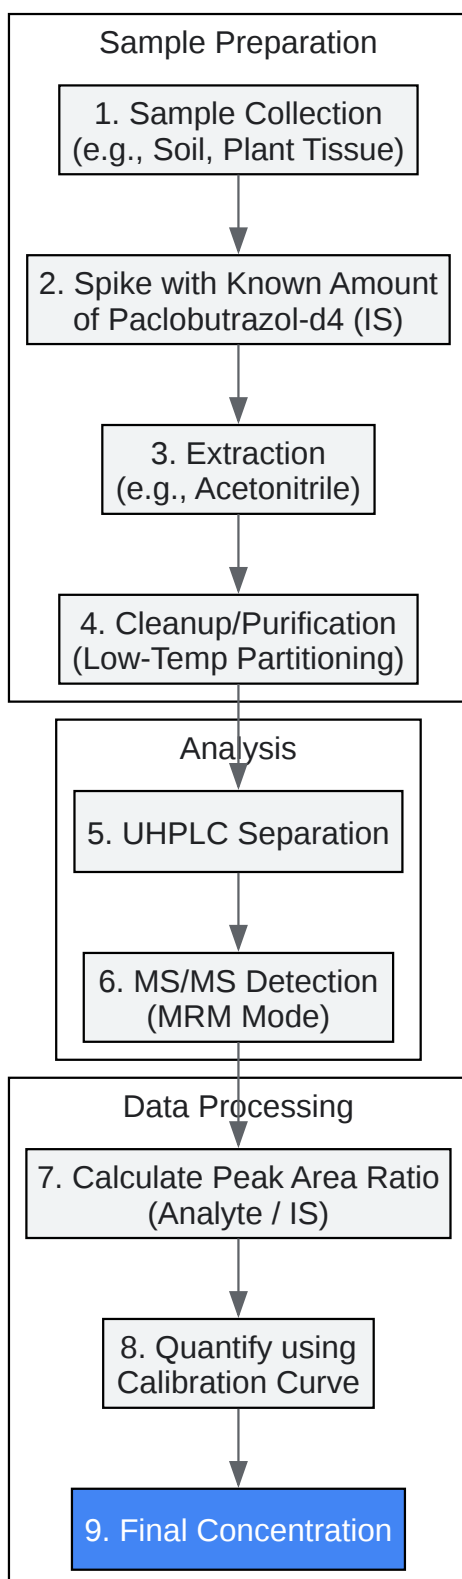 Sample Preparation
1. Sample Collection
(e.g., Soil, Plant Tissue)
2. Spike with Known Amount
of Paclobutrazol-d4 (IS)
3. Extraction
(e.g., Acetonitrile)
4. Cleanup/Purification
(Low-Temp Partitioning)
Analysis
5. UHPLC Separation
6. MS/MS Detection
(MRM Mode)
Data Processing
7. Calculate Peak Area Ratio
(Analyte / IS)
8. Quantify using
Calibration Curve
9. Final Concentration